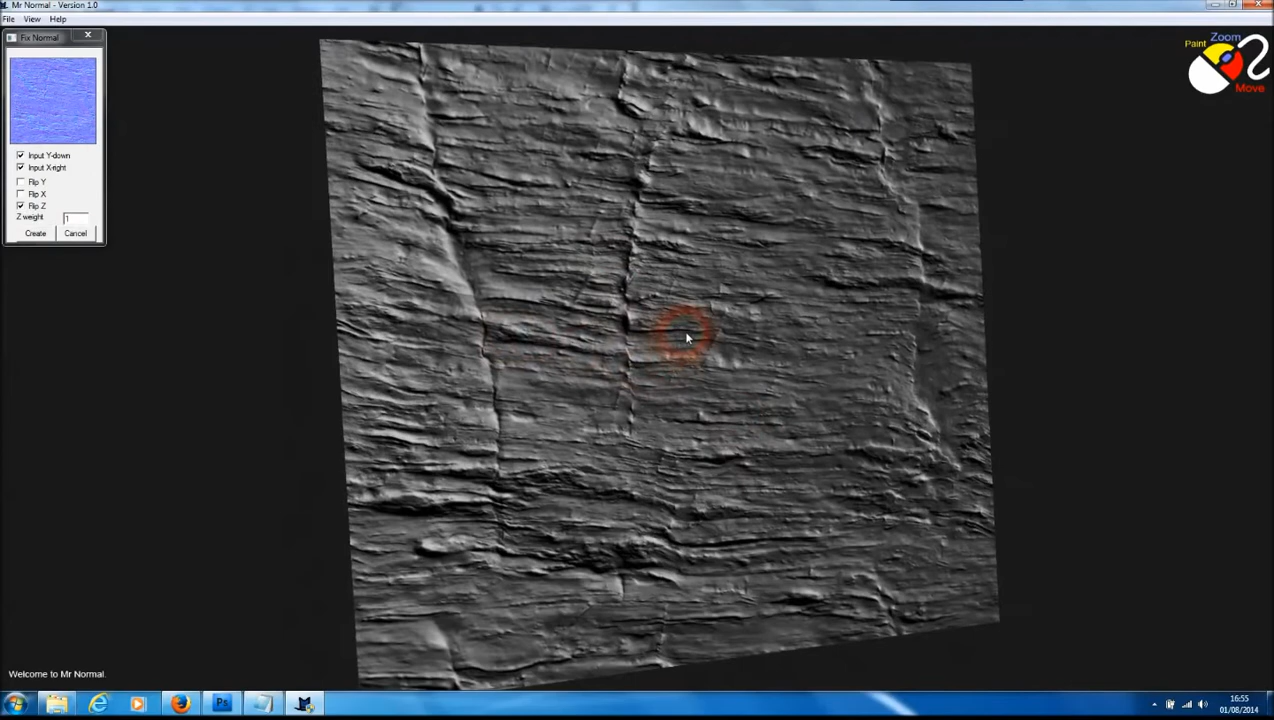 Mr Normal - Version 1.0
File View Help
Fix Normal
Input Y-down
Input X-right
Flip Y
Flip X
Flip Z
Z weight 1
Create Cancel
Paint Zoom
Move
Welcome to Mr Normal.
Ps
16:55
01/08/2014